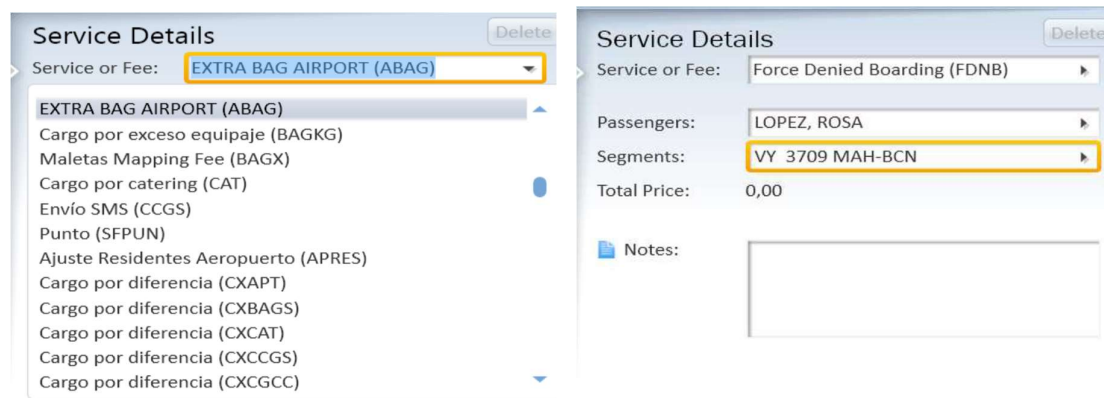 Service Details
Delete
Service or Fee: EXTRA BAG AIRPORT (ABAG)
EXTRA BAG AIRPORT (ABAG)
Cargo por exceso equipaje (BAGKG)
Maletas Mapping Fee (BAGX)
Cargo por catering (CAT)
Envío SMS (CCGS)
Punto (SFPUN)
Ajuste Residentes Aeropuerto (APRES)
Cargo por diferencia (CXAPT)
Cargo por diferencia (CXBAGS)
Cargo por diferencia (CXCAT)
Cargo por diferencia (CXCCGS)
Cargo por diferencia (CXCGCC)
Service Details
Delete
Service or Fee: Force Denied Boarding (FDNB)
Passengers: LOPEZ, ROSA
Segments: VY 3709 MAH-BCN
Total Price: 0,00
Notes: